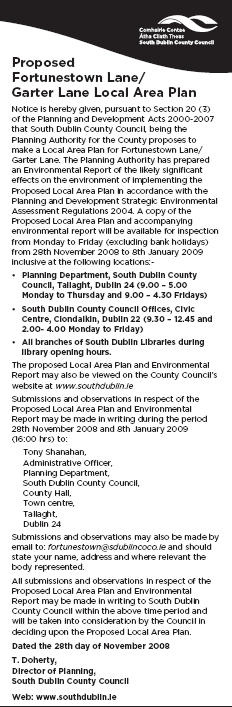 Comhairle Contae
Átha Cliath Theas
South Dublin County Council
Proposed
Fortunestown Lane/
Garter Lane Local Area Plan
Notice is hereby given, pursuant to Section 20 (3)
of the Planning and Development Acts 2000-2007
that South Dublin County Council, being the
Planning Authority for the County proposes to
make a Local Area Plan for Fortunestown Lane/
Garter Lane. The Planning Authority has prepared
an Environmental Report of the likely significant
effects on the environment of implementing the
Proposed Local Area Plan in accordance with the
Planning and Development Strategic Environmental
Assessment Regulations 2004. A copy of the
Proposed Local Area Plan and accompanying
environmental report will be available for inspection
from Monday to Friday (excluding bank holidays)
from 28th November 2008 to 8th January 2009
inclusive at the following locations:-
• Planning Department, South Dublin County
Council, Tallaght, Dublin 24 (9.00 – 5.00
Monday to Thursday and 9.00 – 4.30 Fridays)
• South Dublin County Council Offices, Civic
Centre, Clondalkin, Dublin 22 (9.30 – 12.45 and
2.00- 4.00 Monday to Friday)
• All branches of South Dublin Libraries during
library opening hours.
The proposed Local Area Plan and Environmental
Report may also be viewed on the County Council's
website at www.southdublin.ie
Submissions and observations in respect of the
Proposed Local Area Plan and Environmental
Report may be made in writing during the period
28th November 2008 and 8th January 2009
(16:00 hrs) to:
Tony Shanahan,
Administrative Officer,
Planning Department,
South Dublin County Council,
County Hall,
Town centre,
Tallaght,
Dublin 24
Submissions and observations may also be made by
email to: fortunestown@sdublincoco.ie and should
state your name, address and where relevant the
body represented.
All submissions and observations in respect of the
Proposed Local Area Plan and Environmental
Report may be made in writing to South Dublin
County Council within the above time period and
will be taken into consideration by the Council in
deciding upon the Proposed Local Area Plan.
Dated the 28th day of November 2008
T. Doherty,
Director of Planning,
South Dublin County Council
Web: www.southdublin.ie